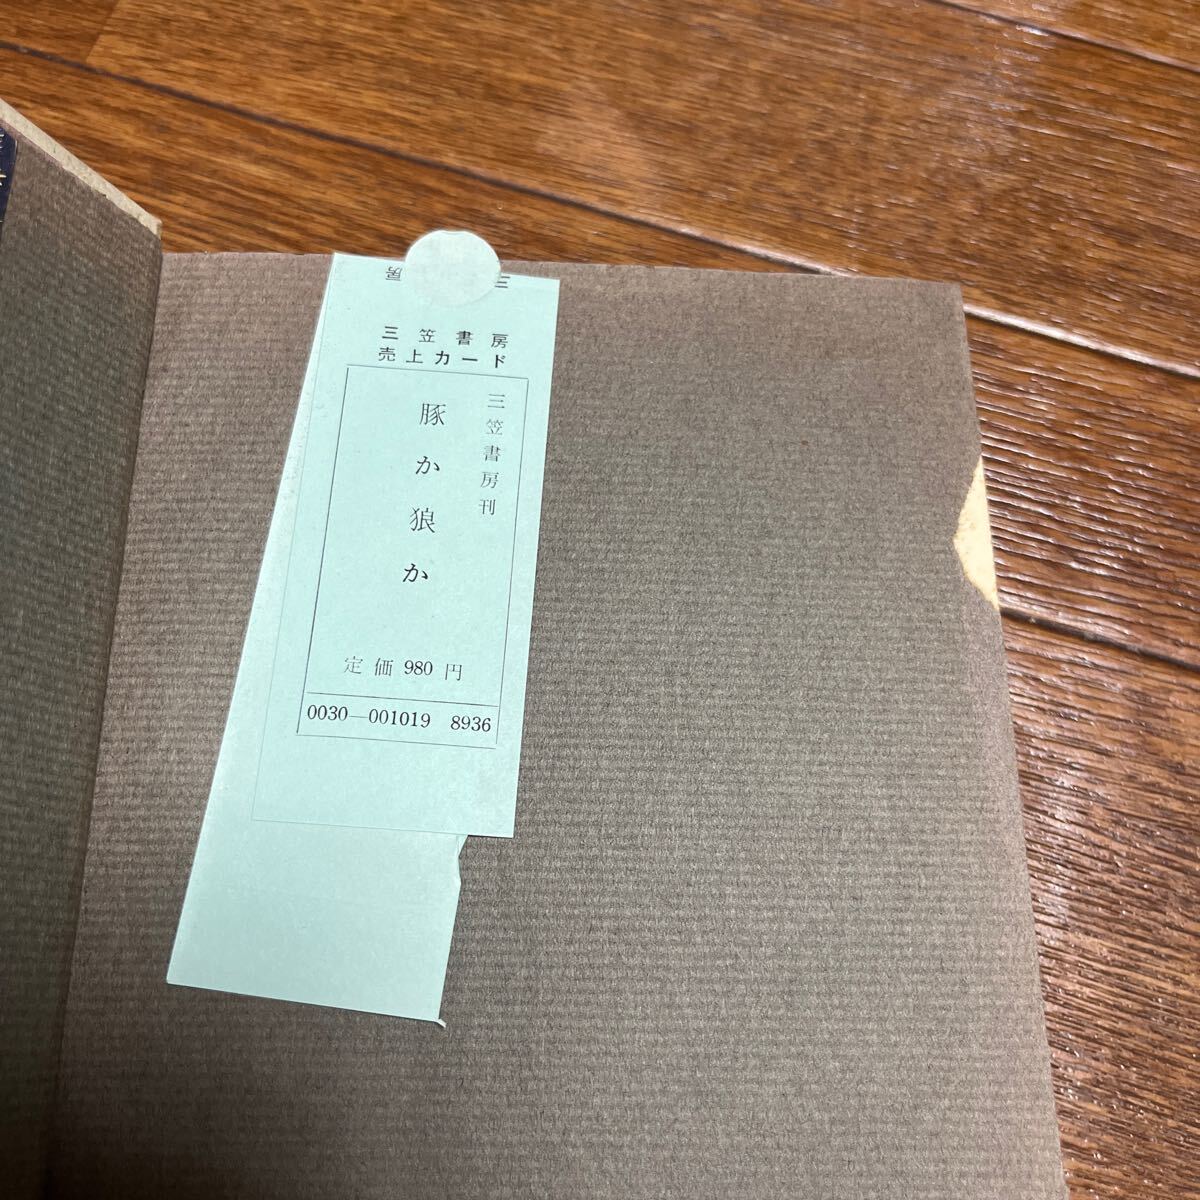 三笠書房
売上カード
三笠書房刊
豚か狼か
定価 980 円
0030―001019 8936